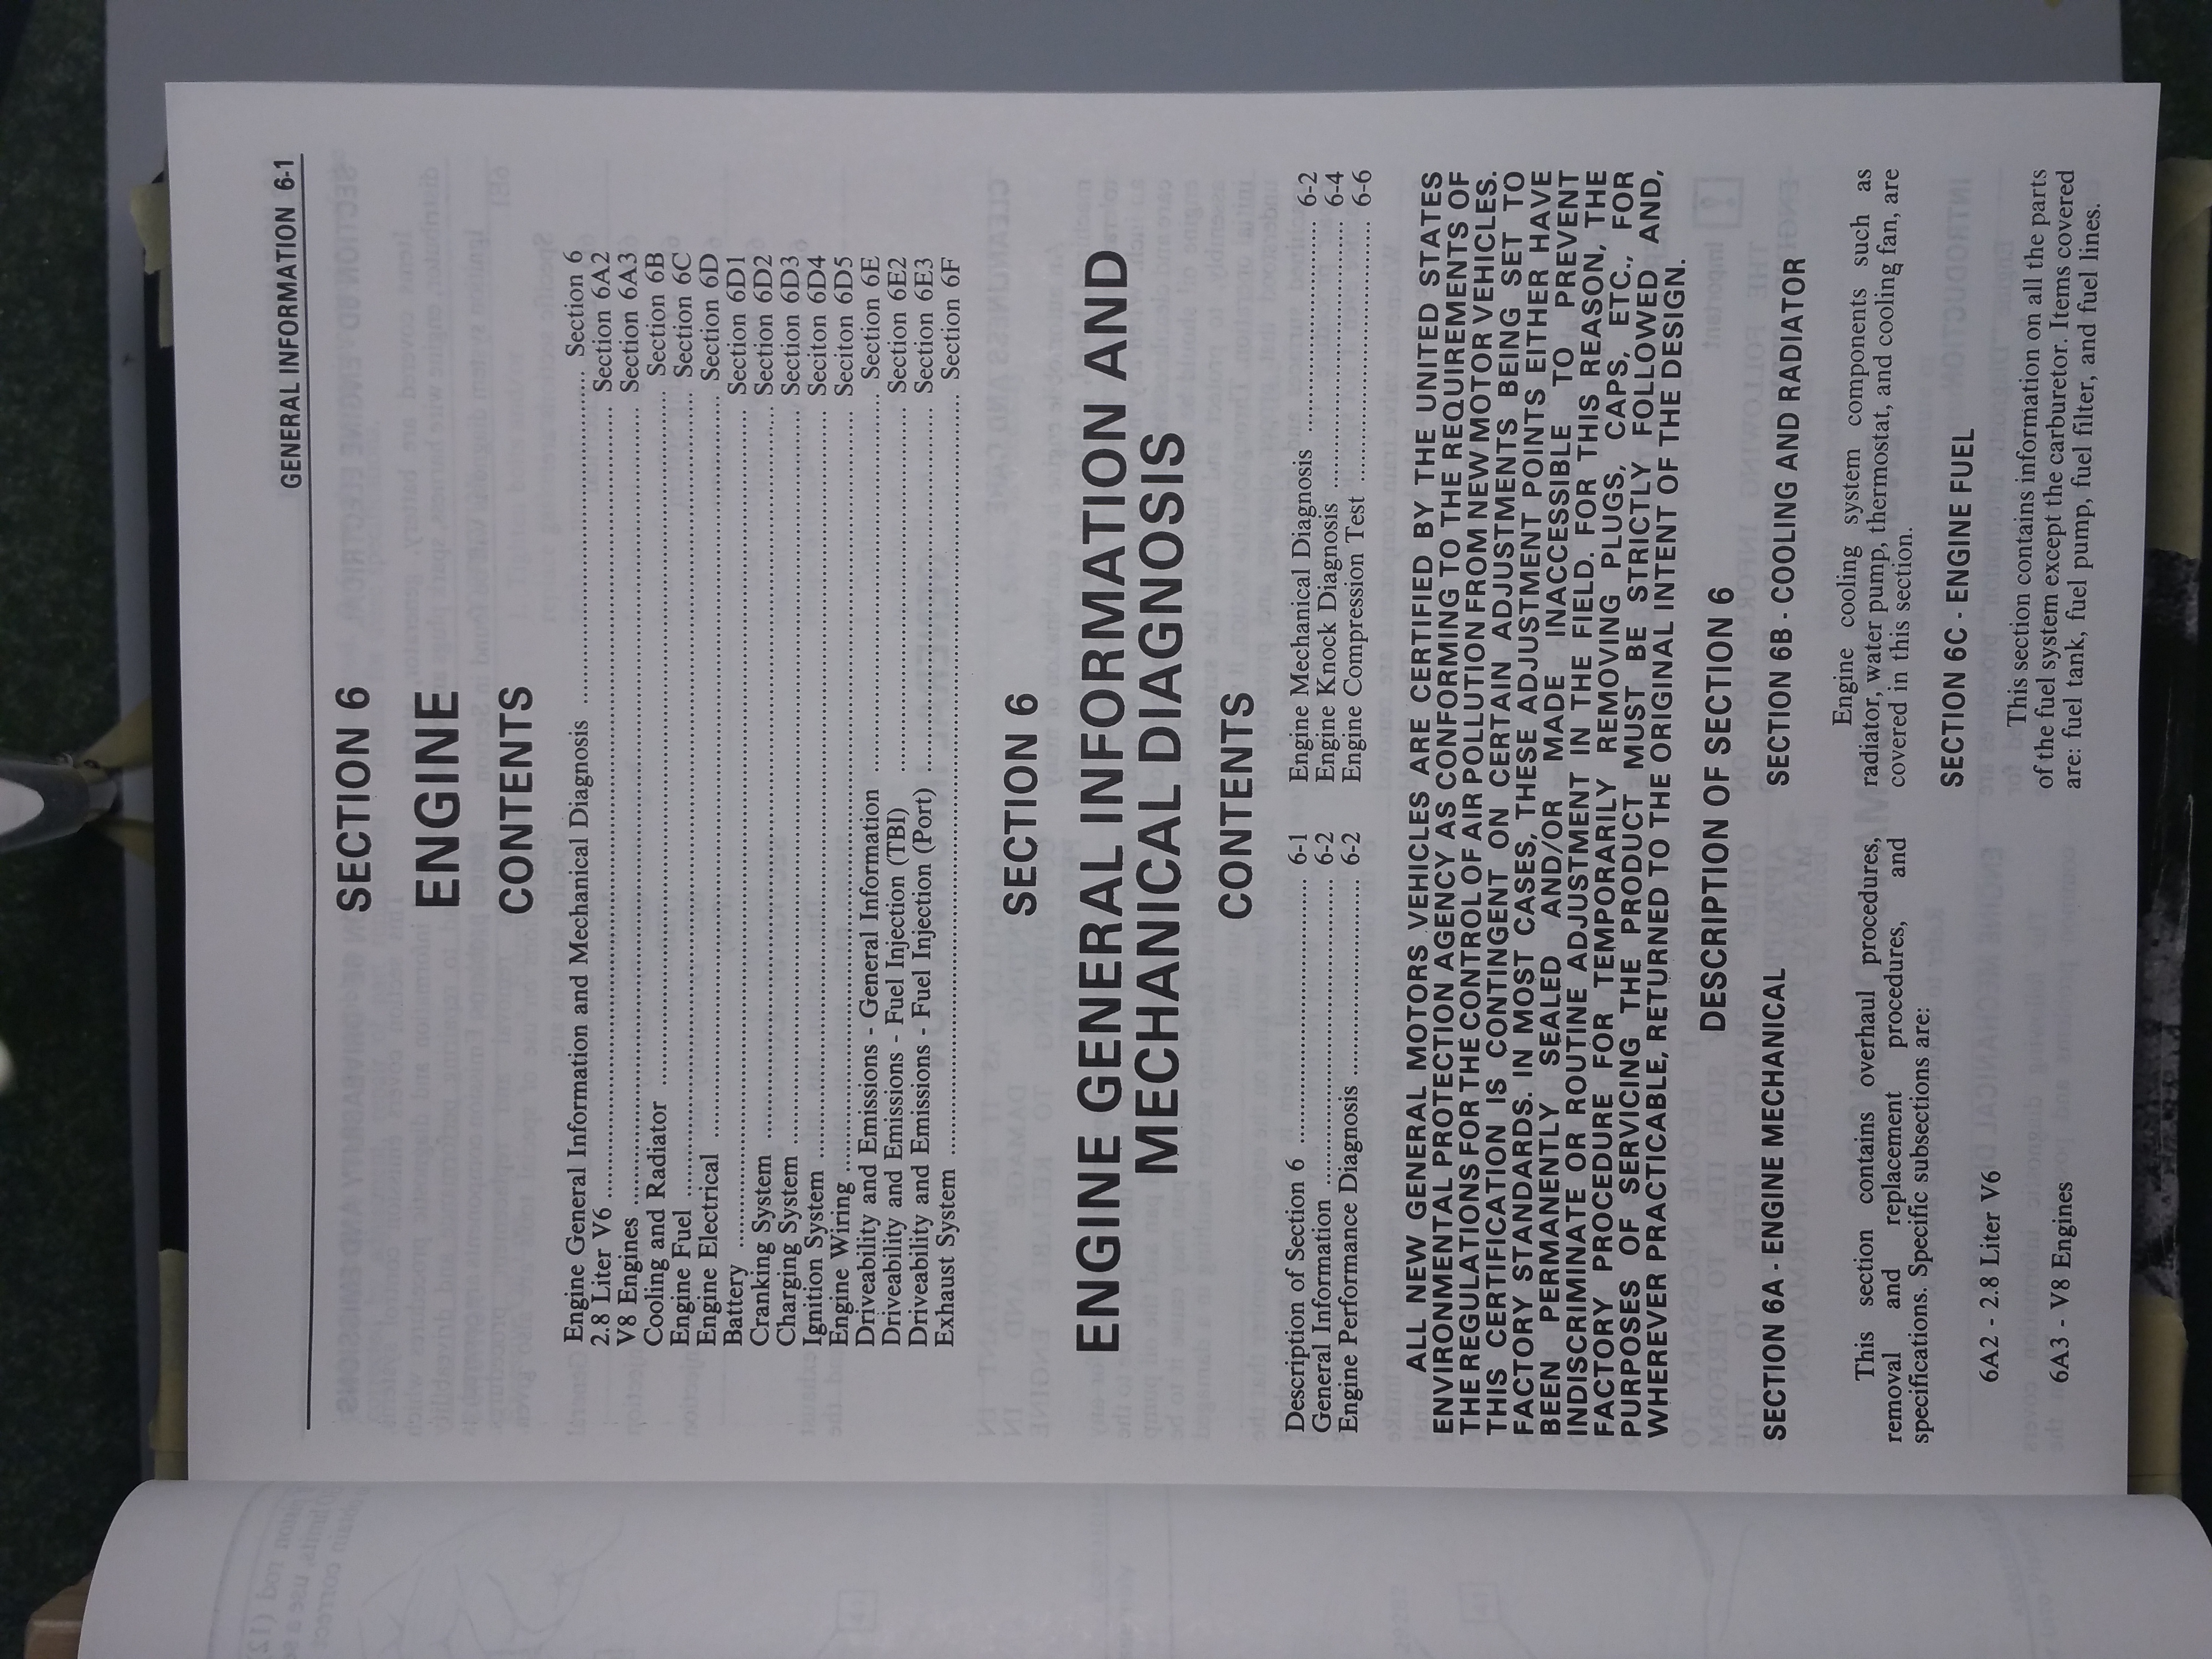 GENERAL INFORMATION 6-1
SECTION 6
ENGINE
CONTENTS
Engine General Information and Mechanical Diagnosis ........ Section 6
2.8 Liter V6 ........ Section 6A2
V8 Engines ........ Section 6A3
Cooling and Radiator ........ Section 6B
Engine Fuel ........ Section 6C
Engine Electrical ........ Section 6D
Battery ........ Section 6D1
Cranking System ........ Section 6D2
Charging System ........ Section 6D3
Ignition System ........ Seciton 6D4
Engine Wiring ........ Seciton 6D5
Driveability and Emissions - General Information ........ Section 6E
Driveability and Emissions - Fuel Injection (TBI) ........ Section 6E2
Driveability and Emissions - Fuel Injection (Port) ........ Section 6E3
Exhaust System ........ Section 6F
SECTION 6
ENGINE GENERAL INFORMATION AND
MECHANICAL DIAGNOSIS
CONTENTS
Description of Section 6 ........ 6-1
General Information ........ 6-2
Engine Performance Diagnosis ........ 6-2
Engine Mechanical Diagnosis ........ 6-2
Engine Knock Diagnosis ........ 6-4
Engine Compression Test ........ 6-6
ALL NEW GENERAL MOTORS VEHICLES ARE CERTIFIED BY THE UNITED STATES
ENVIRONMENTAL PROTECTION AGENCY AS CONFORMING TO THE REQUIREMENTS OF
THE REGULATIONS FOR THE CONTROL OF AIR POLLUTION FROM NEW MOTOR VEHICLES.
THIS CERTIFICATION IS CONTINGENT ON CERTAIN ADJUSTMENTS BEING SET TO
FACTORY STANDARDS. IN MOST CASES, THESE ADJUSTMENT POINTS EITHER HAVE
BEEN PERMANENTLY SEALED AND/OR MADE INACCESSIBLE TO PREVENT
INDISCRIMINATE OR ROUTINE ADJUSTMENT IN THE FIELD. FOR THIS REASON, THE
FACTORY PROCEDURE FOR TEMPORARILY REMOVING PLUGS, CAPS, ETC., FOR
PURPOSES OF SERVICING THE PRODUCT MUST BE STRICTLY FOLLOWED AND,
WHEREVER PRACTICABLE, RETURNED TO THE ORIGINAL INTENT OF THE DESIGN.
DESCRIPTION OF SECTION 6
SECTION 6A - ENGINE MECHANICAL
This section contains overhaul procedures,
removal and replacement procedures, and
specifications. Specific subsections are:
6A2 - 2.8 Liter V6
6A3 - V8 Engines
SECTION 6B - COOLING AND RADIATOR
Engine cooling system components such as
radiator, water pump, thermostat, and cooling fan, are
covered in this section.
SECTION 6C - ENGINE FUEL
This section contains information on all the parts
of the fuel system except the carburetor. Items covered
are: fuel tank, fuel pump, fuel filter, and fuel lines.